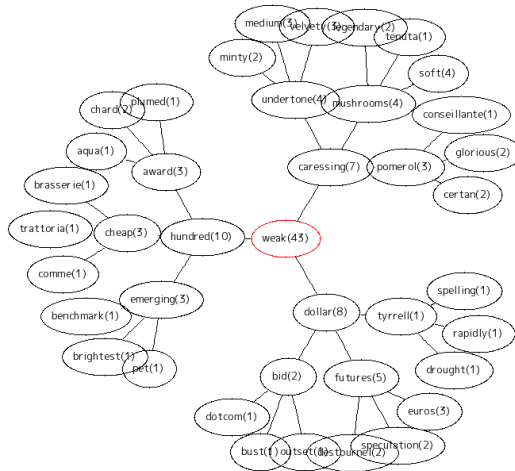 medium(3)
velvety(3)
legendary(2)
tenuta(1)
minty(2)
soft(4)
undertone(4)
mushrooms(4)
plumed(1)
chard(2)
conseillante(1)
aqua(1)
glorious(2)
award(3)
caressing(7)
pomerol(3)
brasserie(1)
certan(2)
trattoria(1)
cheap(3)
hundred(10)
weak(43)
comme(1)
emerging(3)
spelling(1)
benchmark(1)
dollar(8)
tyrrell(1)
rapidly(1)
brightest(1)
pet(1)
drought(1)
bid(2)
futures(5)
dotcom(1)
euros(3)
bust(1)
speculation(2)